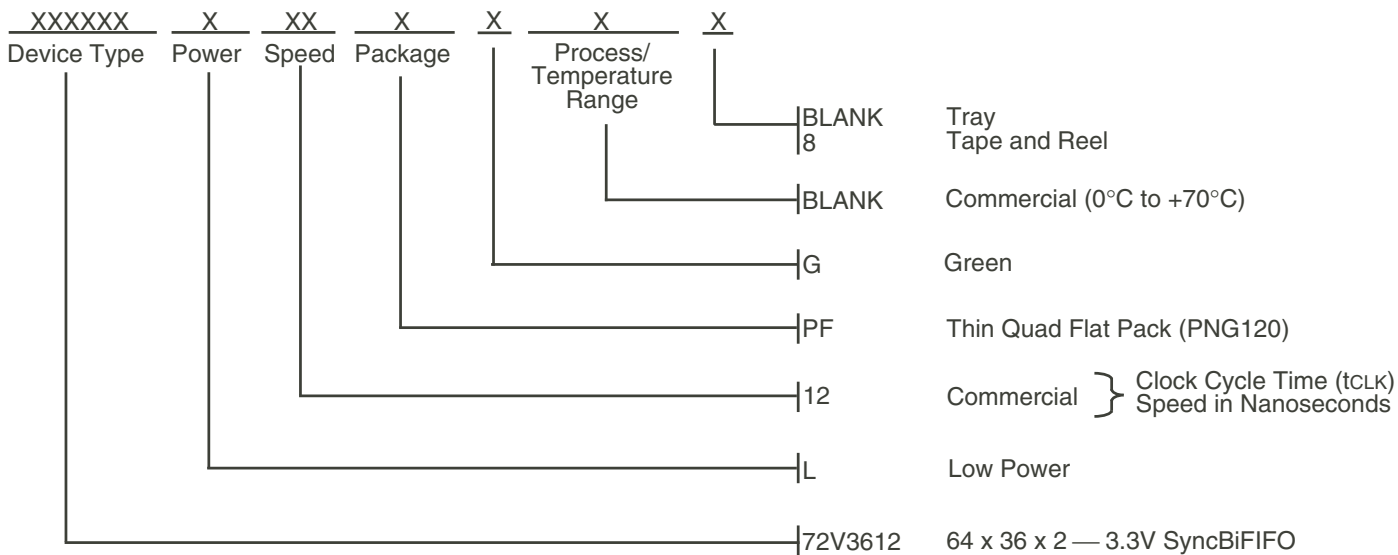 XXXXXX X XX X X X X
Device Type Power Speed Package Process/
Temperature
Range
BLANK Tray
8 Tape and Reel
BLANK Commercial (0°C to +70°C)
G Green
PF Thin Quad Flat Pack (PNG120)
12 Commercial } Clock Cycle Time (tCLK)
Speed in Nanoseconds
L Low Power
72V3612 64 x 36 x 2 — 3.3V SyncBiFIFO